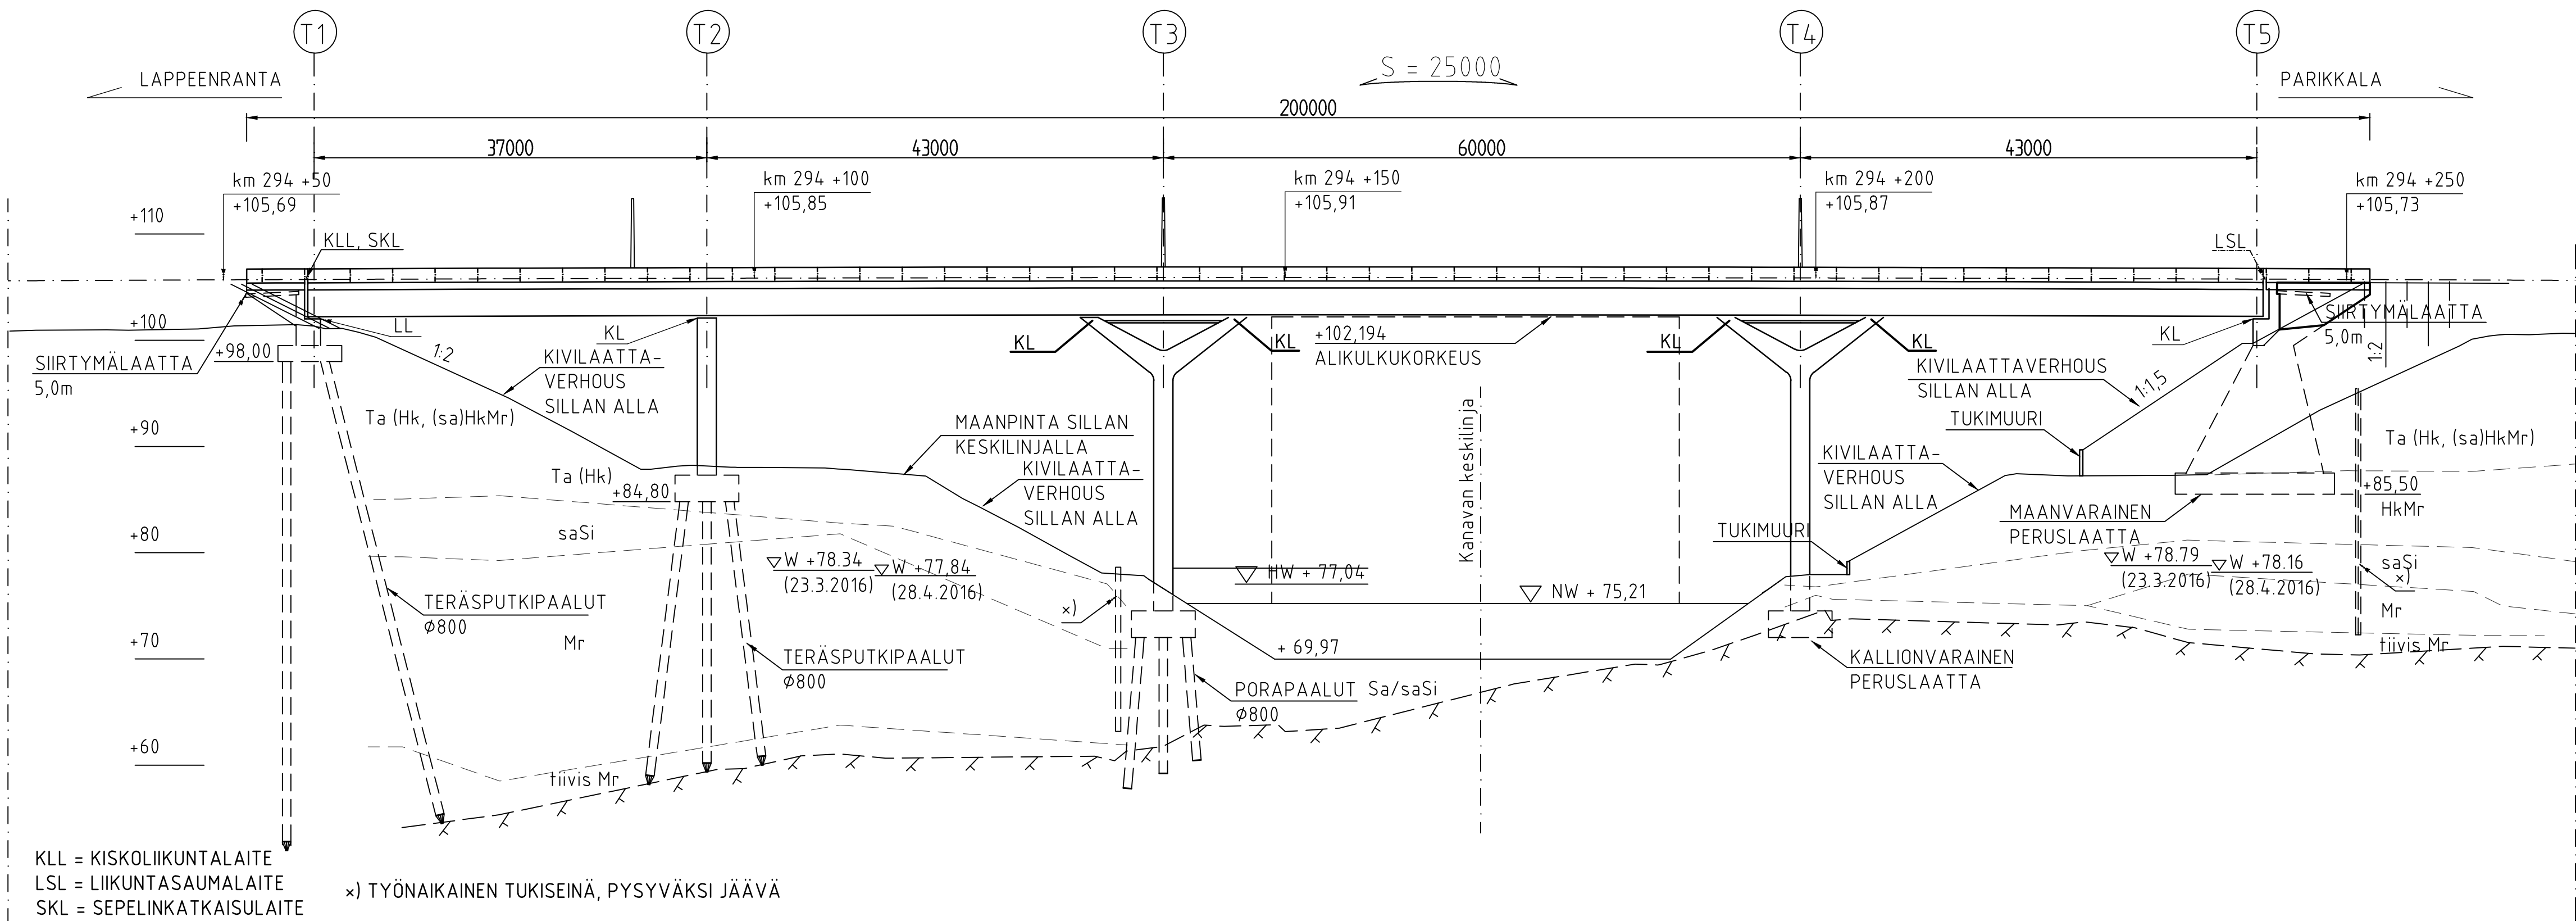 T1
T2
T3
T4
T5
LAPPEENRANTA
S = 25000
PARIKKALA
200000
37000
43000
60000
43000
km 294 +50
+105,69
km 294 +100
+105,85
km 294 +150
+105,91
km 294 +200
+105,87
km 294 +250
+105,73
+110
KLL, SKL
LSL
+100
LL
KL
KL
KL
+102,194
ALIKULKUKORKEUS
KL
KL
KL
SIIRTYMÄLAATTA
5,0m
1:2
+98,00
SIIRTYMÄLAATTA
5,0m
1:2
KIVILAATTA-
VERHOUS
SILLAN ALLA
KIVILAATTAVERHOUS
SILLAN ALLA
1:1,5
Ta (Hk, (sa)HkMr)
+90
MAANPINTA SILLAN
KESKILINJALLA
Kanavan keskilinja
TUKIMUURI
Ta (Hk, (sa)HkMr)
Ta (Hk)
+84,80
KIVILAATTA-
VERHOUS
SILLAN ALLA
KIVILAATTA-
VERHOUS
SILLAN ALLA
MAANVARAINEN
PERUSLAATTA
+85,50
HkMr
+80
saSi
TUKIMUURI
W +78.34
(23.3.2016)
W +77,84
(28.4.2016)
HW + 77,04
NW + 75,21
W +78.79
(23.3.2016)
W +78.16
(28.4.2016)
saSi
×)
Mr
×)
TERÄSPUTKIPAALUT
Ø800
Mr
+70
TERÄSPUTKIPAALUT
Ø800
+ 69,97
KALLIONVARAINEN
PERUSLAATTA
tiivis Mr
PORAPAALUT
Ø800
Sa/saSi
+60
tiivis Mr
KLL = KISKOLIIKUNTALAITE
LSL = LIIKUNTASAUMALAITE
SKL = SEPELINKATKAISULAITE
×) TYÖNAIKAINEN TUKISEINÄ, PYSYVÄKSI JÄÄVÄ